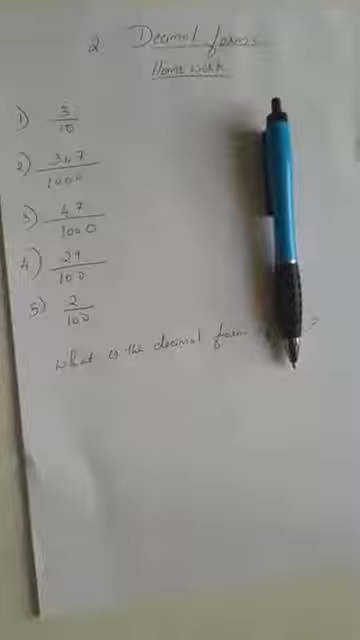 2 Decimal forms
Home work
1) 3/10
2) 347/1000
3) 47/1000
4) 29/100
5) 2/100
What is the decimal form ?